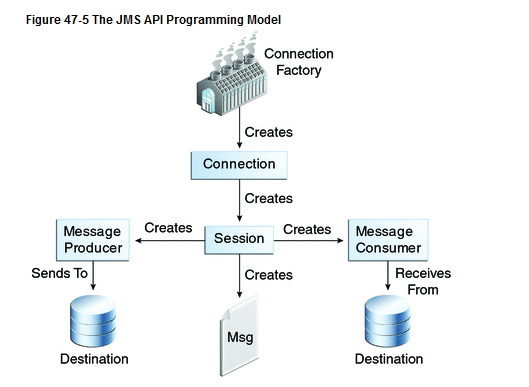 Figure 47-5 The JMS API Programming Model
Connection
Factory
Creates
Connection
Creates
Message
Producer
Creates
Session
Creates
Message
Consumer
Sends To
Creates
Receives
From
Msg
Destination
Destination